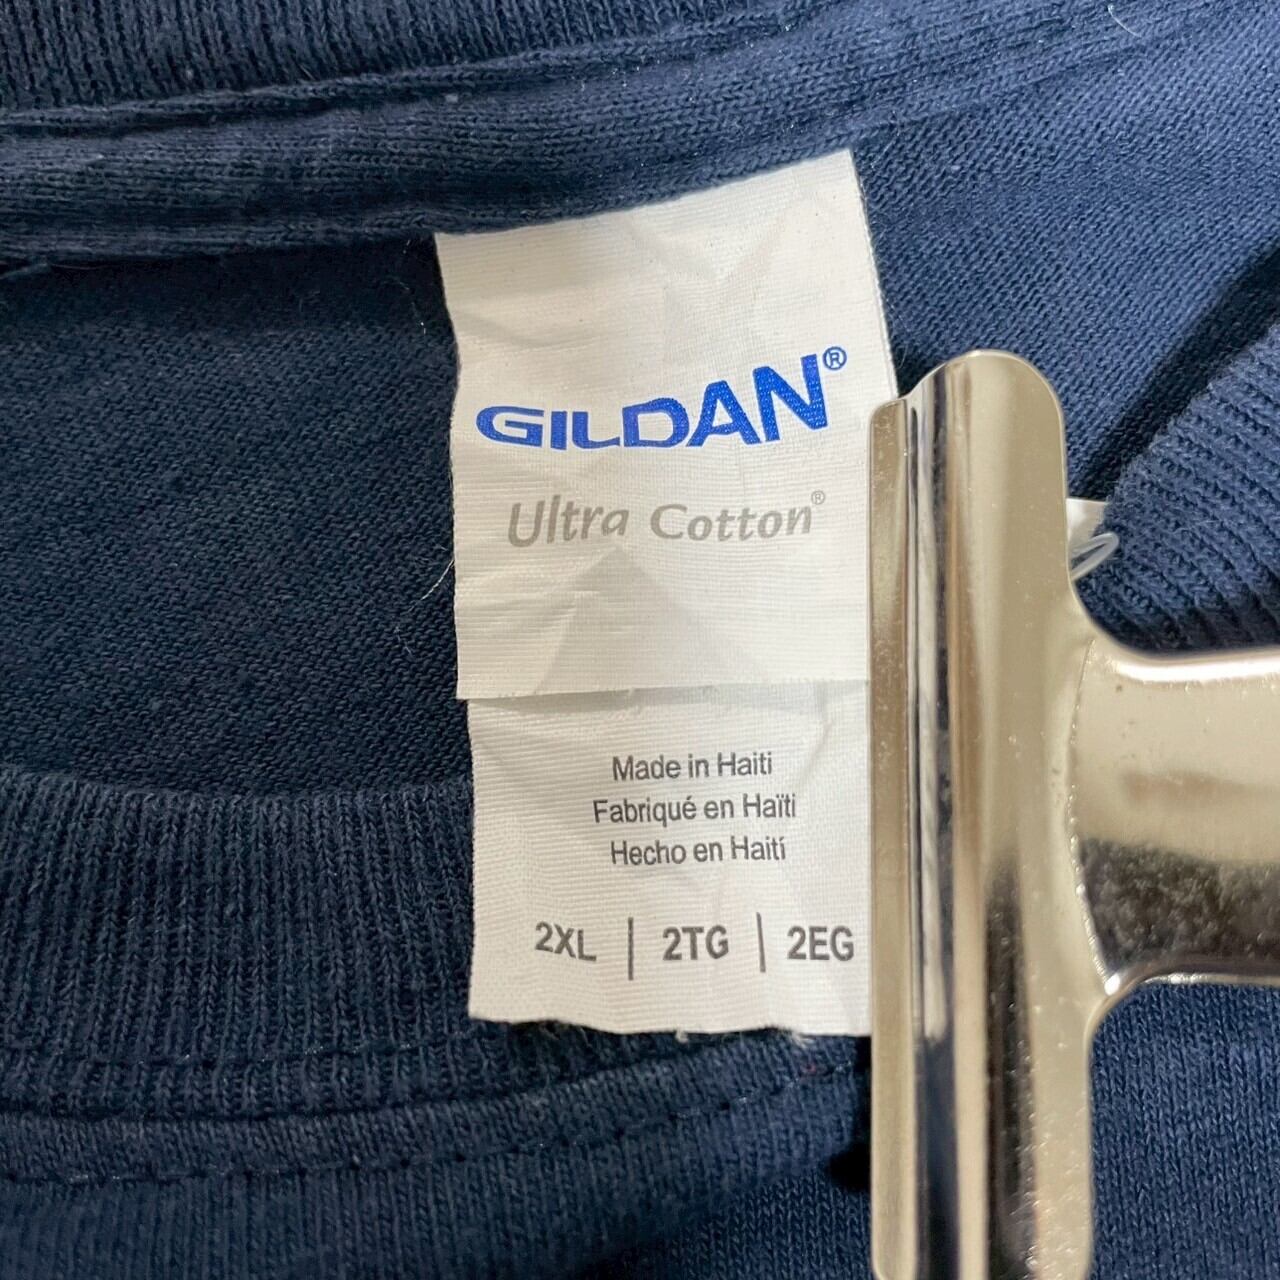 GILDAN®
Ultra Cotton®
Made in Haiti
Fabriqué en Haïti
Hecho en Haití
2XL | 2TG | 2EG